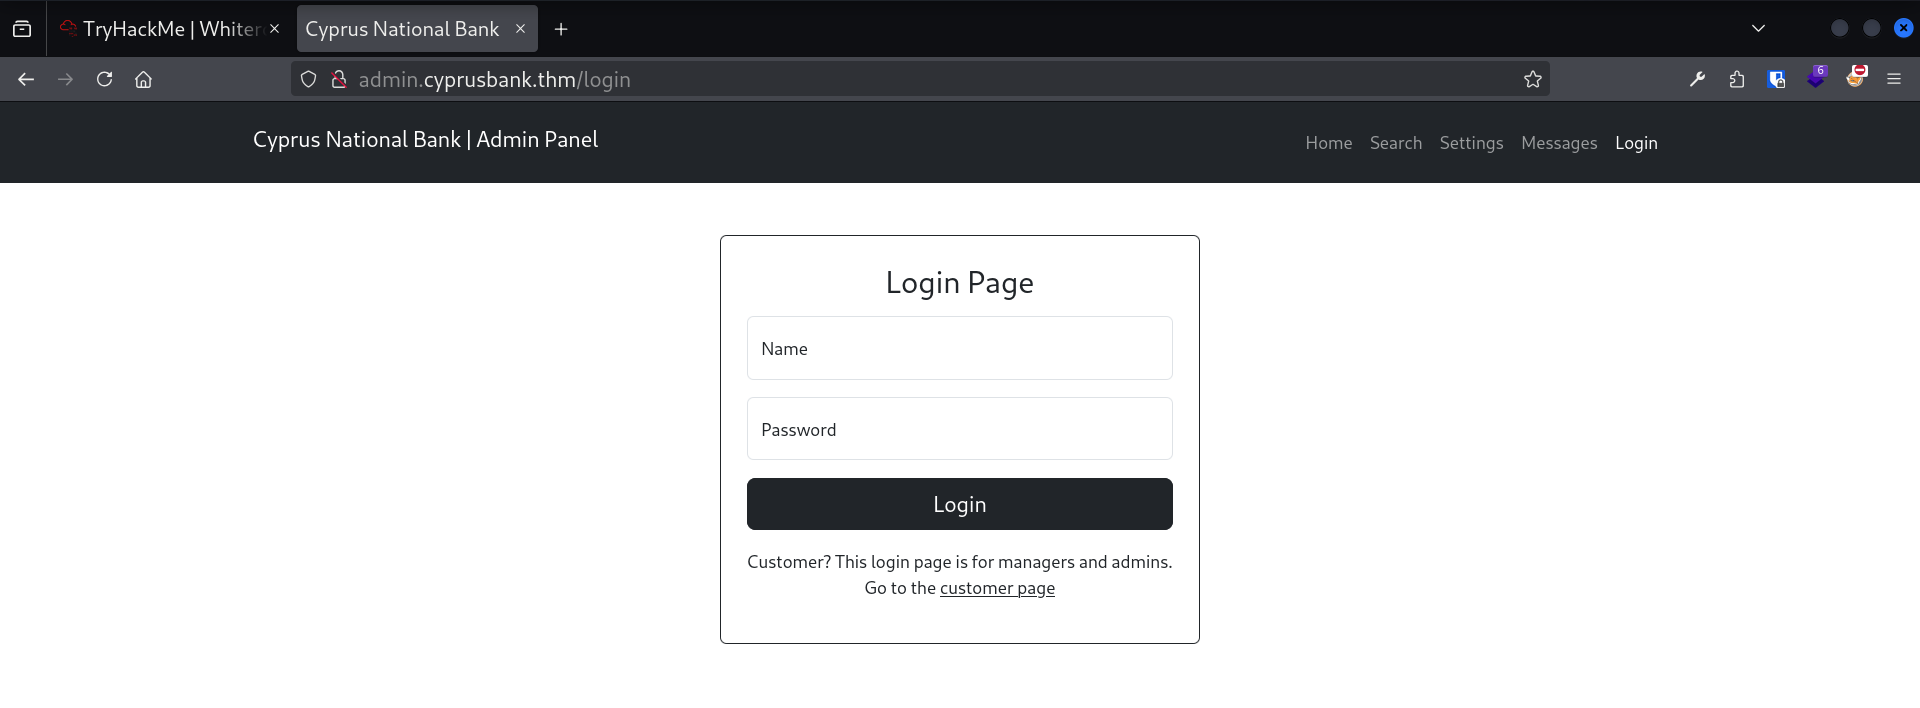 TryHackMe | Whiter
Cyprus National Bank
admin.cyprusbank.thm/login
6
Cyprus National Bank | Admin Panel
Home Search Settings Messages Login
Login Page
Name
Password
Login
Customer? This login page is for managers and admins.
Go to the customer page